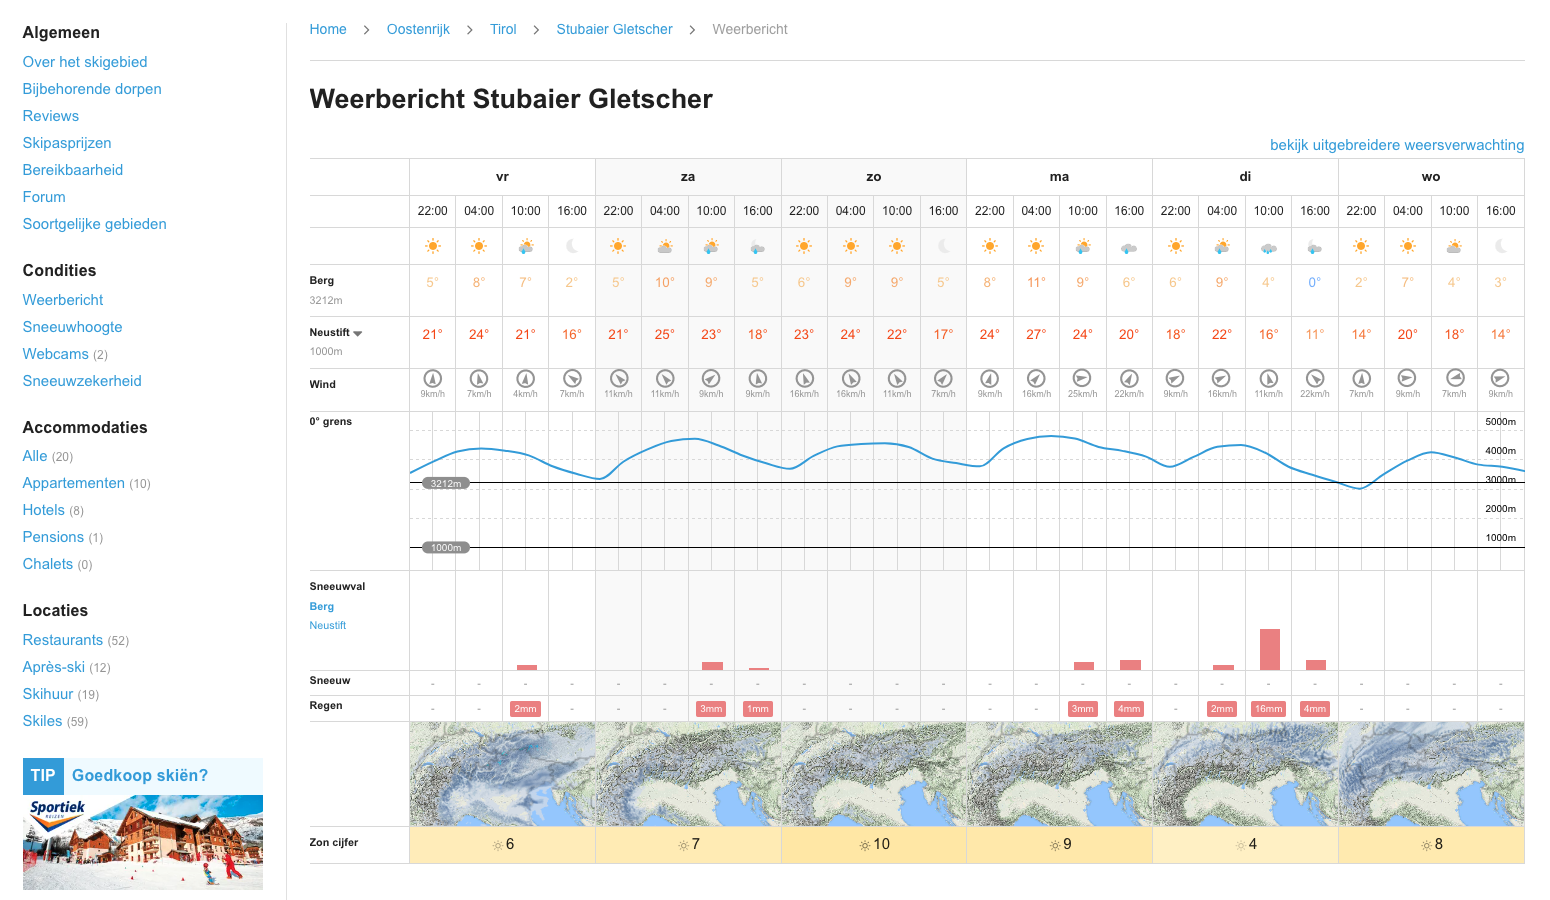 Algemeen
Over het skigebied
Bijbehorende dorpen
Reviews
Skipasprijzen
Bereikbaarheid
Forum
Soortgelijke gebieden
Condities
Weerbericht
Sneeuwhoogte
Webcams (2)
Sneeuwzekerheid
Accommodaties
Alle (20)
Appartementen (10)
Hotels (8)
Pensions (1)
Chalets (0)
Locaties
Restaurants (52)
Après-ski (12)
Skihuur (19)
Skiles (59)
TIP Goedkoop skiën?
Sportiek
REIZEN
Home > Oostenrijk > Tirol > Stubaier Gletscher > Weerbericht
Weerbericht Stubaier Gletscher
bekijk uitgebreidere weersverwachting
vr za zo ma di wo
22:00 04:00 10:00 16:00 22:00 04:00 10:00 16:00 22:00 04:00 10:00 16:00 22:00 04:00 10:00 16:00 22:00 04:00 10:00 16:00 22:00 04:00 10:00 16:00
Berg 5° 8° 7° 2° 5° 10° 9° 5° 6° 9° 9° 5° 8° 11° 9° 6° 6° 9° 4° 0° 2° 7° 4° 3°
3212m
Neustift 21° 24° 21° 16° 21° 25° 23° 18° 23° 24° 22° 17° 24° 27° 24° 20° 18° 22° 16° 11° 14° 20° 18° 14°
1000m
Wind
9km/h 7km/h 4km/h 7km/h 11km/h 11km/h 9km/h 9km/h 16km/h 16km/h 11km/h 7km/h 9km/h 16km/h 25km/h 22km/h 9km/h 16km/h 11km/h 22km/h 7km/h 9km/h 7km/h 9km/h
0° grens
5000m
4000m
3000m
3212m
2000m
1000m
1000m
Sneeuwval
Berg
Neustift
Sneeuw - - - - - - - - - - - - - - - - - - - - - - - -
Regen - - 2mm - - - 3mm 1mm - - - - - - 3mm 4mm - 2mm 16mm 4mm - - - -
Zon cijfer 6 7 10 9 4 8